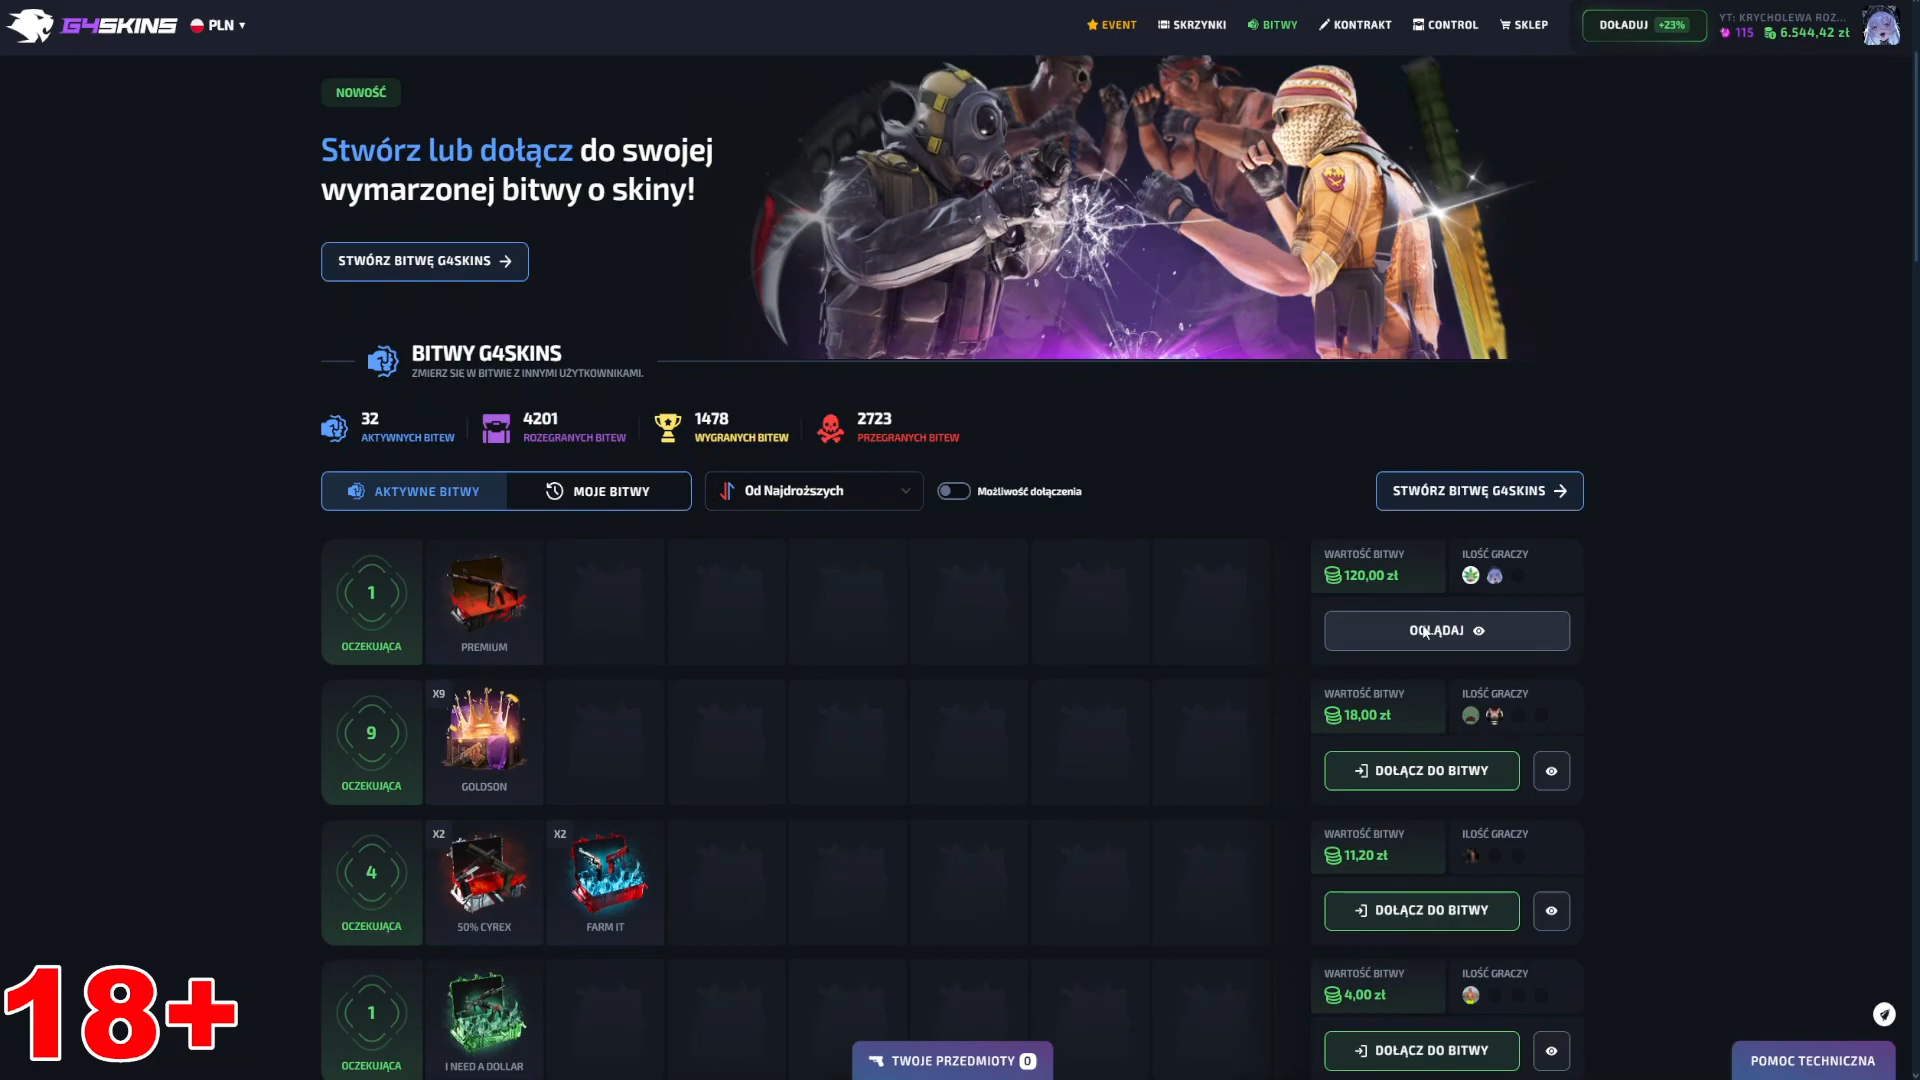 G4SKINS
PLN
EVENT
SKRZYNKI
BITWY
KONTRAKT
CONTROL
SKLEP
DOŁADUJ +23%
YT: KRYCHOLEWA ROZ...
115 6.544,42 zł
NOWOŚĆ
Stwórz lub dołącz do swojej
wymarzonej bitwy o skiny!
STWÓRZ BITWĘ G4SKINS
BITWY G4SKINS
ZMIERZ SIĘ W BITWIE Z INNYMI UŻYTKOWNIKAMI.
32
AKTYWNYCH BITEW
4201
ROZEGRANYCH BITEW
1478
WYGRANYCH BITEW
2723
PRZEGRANYCH BITEW
AKTYWNE BITWY
MOJE BITWY
Od Najdroższych
Możliwość dołączenia
STWÓRZ BITWĘ G4SKINS
1
OCZEKUJĄCA
PREMIUM
WARTOŚĆ BITWY
120,00 zł
ILOŚĆ GRACZY
OGLĄDAJ
9
OCZEKUJĄCA
X9
GOLDSON
WARTOŚĆ BITWY
18,00 zł
ILOŚĆ GRACZY
DOŁĄCZ DO BITWY
4
OCZEKUJĄCA
X2
50% CYREX
X2
FARM IT
WARTOŚĆ BITWY
11,20 zł
ILOŚĆ GRACZY
DOŁĄCZ DO BITWY
1
OCZEKUJĄCA
I NEED A DOLLAR
WARTOŚĆ BITWY
4,00 zł
ILOŚĆ GRACZY
DOŁĄCZ DO BITWY
18+
TWOJE PRZEDMIOTY 0
POMOC TECHNICZNA